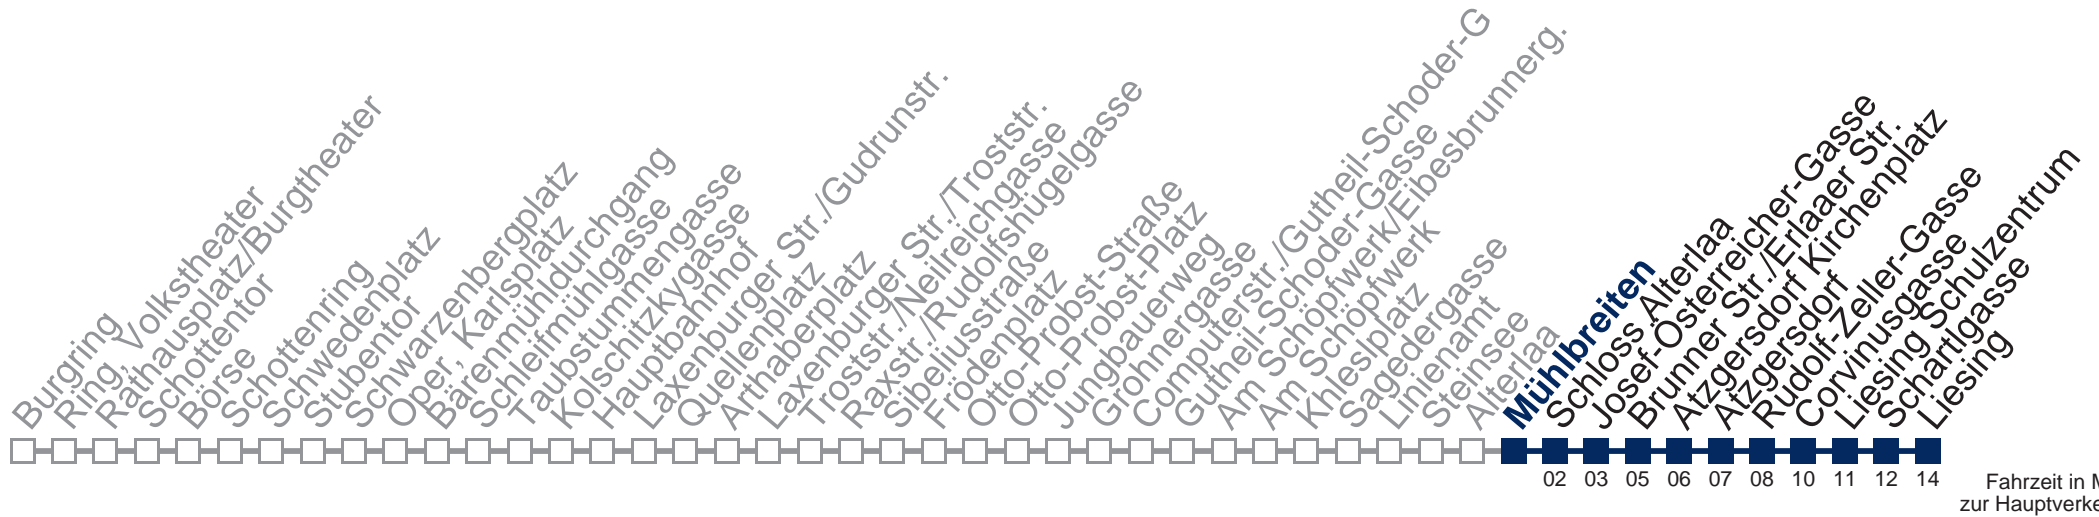 Burgring
Ring, Volkstheater
Rathausplatz/Burgtheater
Schottentor
Börse
Schottenring
Schwedenplatz
Stubentor
Schwarzenbergplatz
Oper, Karlsplatz
Bärenmühldurchgang
Schleifmühlgasse
Taubstummengasse
Kolschitzkygasse
Hauptbahnhof
Laxenburger Str./Gudrunstr.
Quellenplatz
Arthaberplatz
Laxenburger Str./Troststr.
Troststr./Neilreichgasse
Raxstr./Rudolfshügelgasse
Sibeliusstraße
Frödenplatz
Otto-Probst-Straße
Otto-Probst-Platz
Jungbauerweg
Grohnergasse
Computerstr./Gutheil-Schoder-G
Gutheil-Schoder-Gasse
Am Schöpfwerk/Eibesbrunnerg.
Am Schöpfwerk
Khleslplatz
Sagedergasse
Linienamt
Steinsee
Alterlaa
Mühlbreiten
Schloss Alterlaa
Josef-Österreicher-Gasse
Brunner Str./Erlaaer Str.
Atzgersdorf Kirchenplatz
Atzgersdorf
Rudolf-Zeller-Gasse
Corvinusgasse
Liesing Schulzentrum
Schartlgasse
Liesing
02 03 05 06 07 08 10 11 12 14
Fahrzeit in M
zur Hauptverke